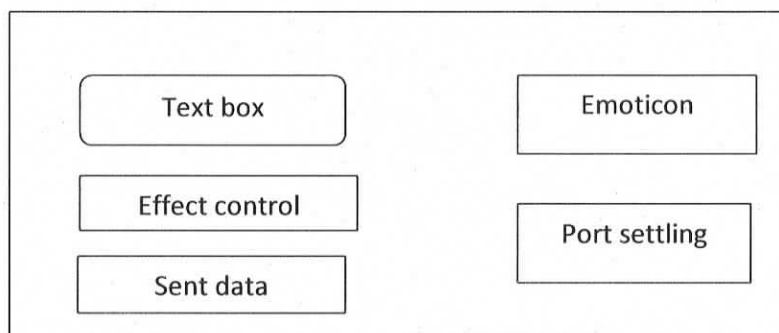 Text box
Emoticon
Effect control
Port settling
Sent data